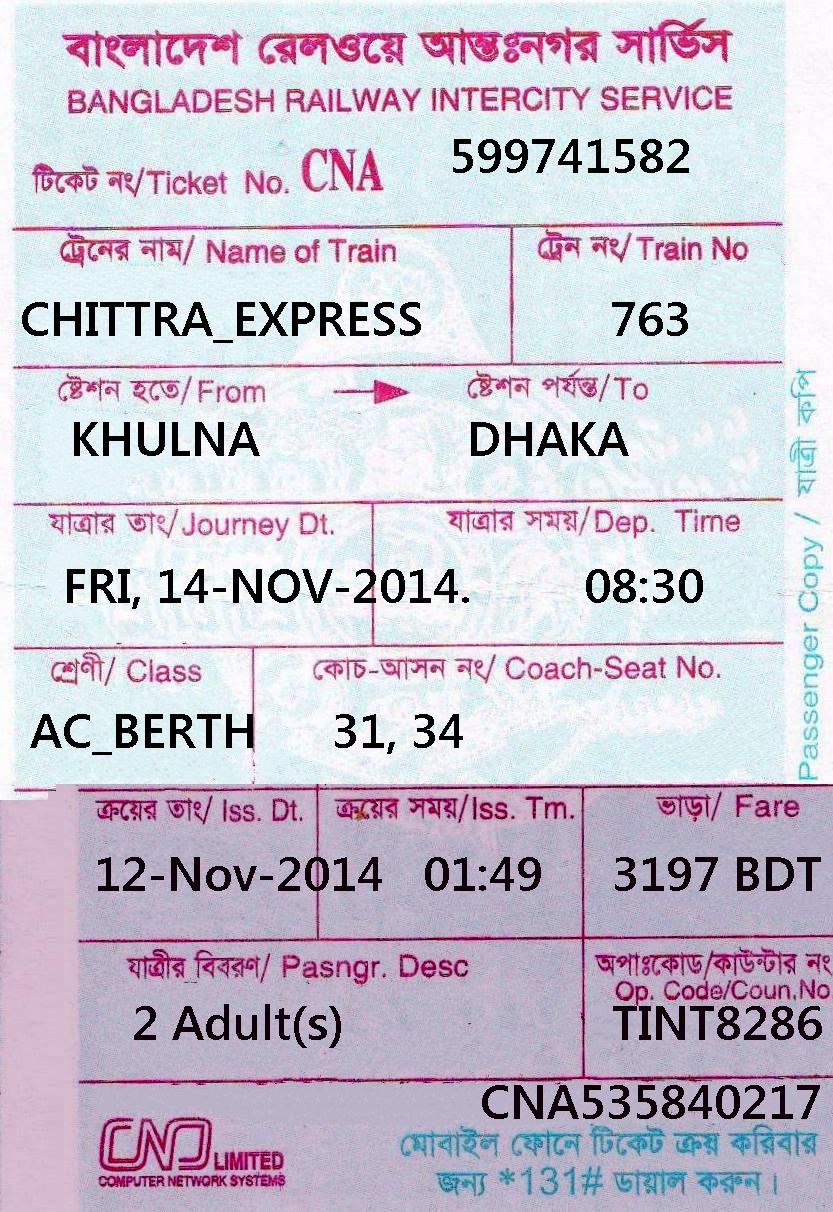 বাংলাদেশ রেলওয়ে আন্তঃনগর সার্ভিস
BANGLADESH RAILWAY INTERCITY SERVICE
টিকেট নং/Ticket No. CNA 599741582
ট্রেনের নাম/ Name of Train ট্রেন নং/Train No
CHITTRA_EXPRESS 763
ষ্টেশন হতে/From ষ্টেশন পর্যন্ত/To
KHULNA DHAKA
যাত্রার তাং/Journey Dt. যাত্রার সময়/Dep. Time
FRI, 14-NOV-2014. 08:30
শ্রেণী/ Class কোচ-আসন নং/ Coach-Seat No.
AC_BERTH 31, 34
Passenger Copy / যাত্রী কপি
ক্রয়ের তাং/ Iss. Dt. ক্রয়ের সময়/Iss. Tm. ভাড়া/ Fare
12-Nov-2014 01:49 3197 BDT
যাত্রীর বিবরণ/ Pasngr. Desc অপাঃকোড/কাউন্টার নং
Op. Code/Coun.No
2 Adult(s) TINT8286
CNA535840217
CNS LIMITED
COMPUTER NETWORK SYSTEMS
মোবাইল ফোনে টিকেট ক্রয় করিবার
জন্য *131# ডায়াল করুন।